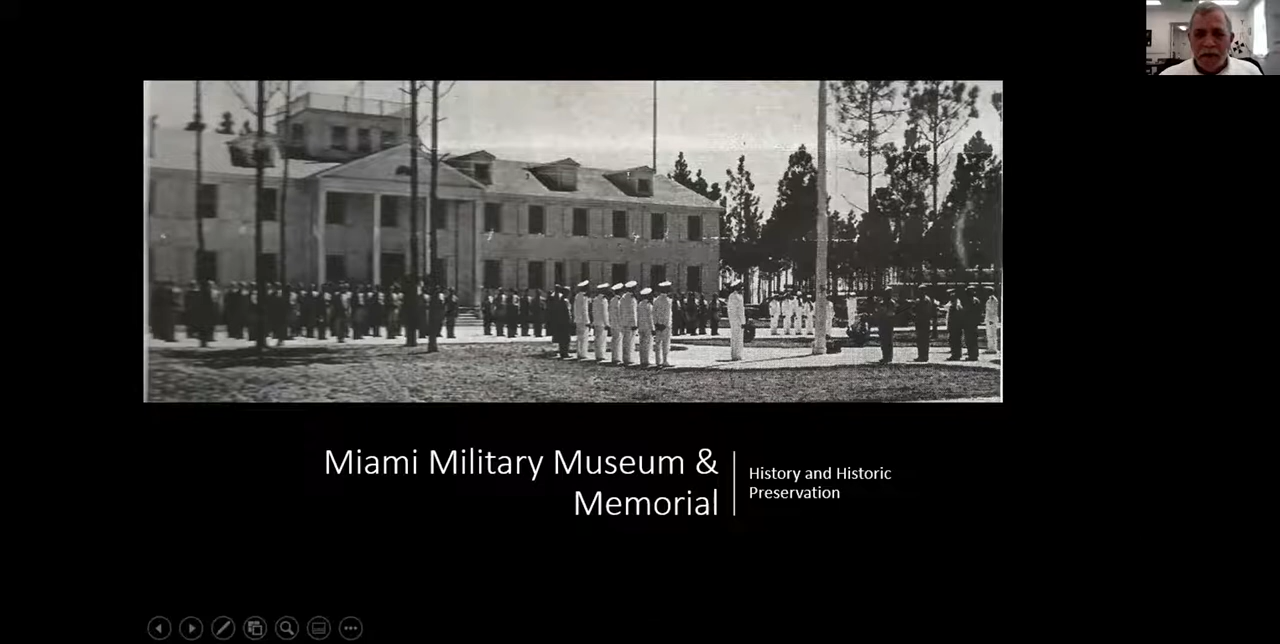 Miami Military Museum &
Memorial
History and Historic
Preservation